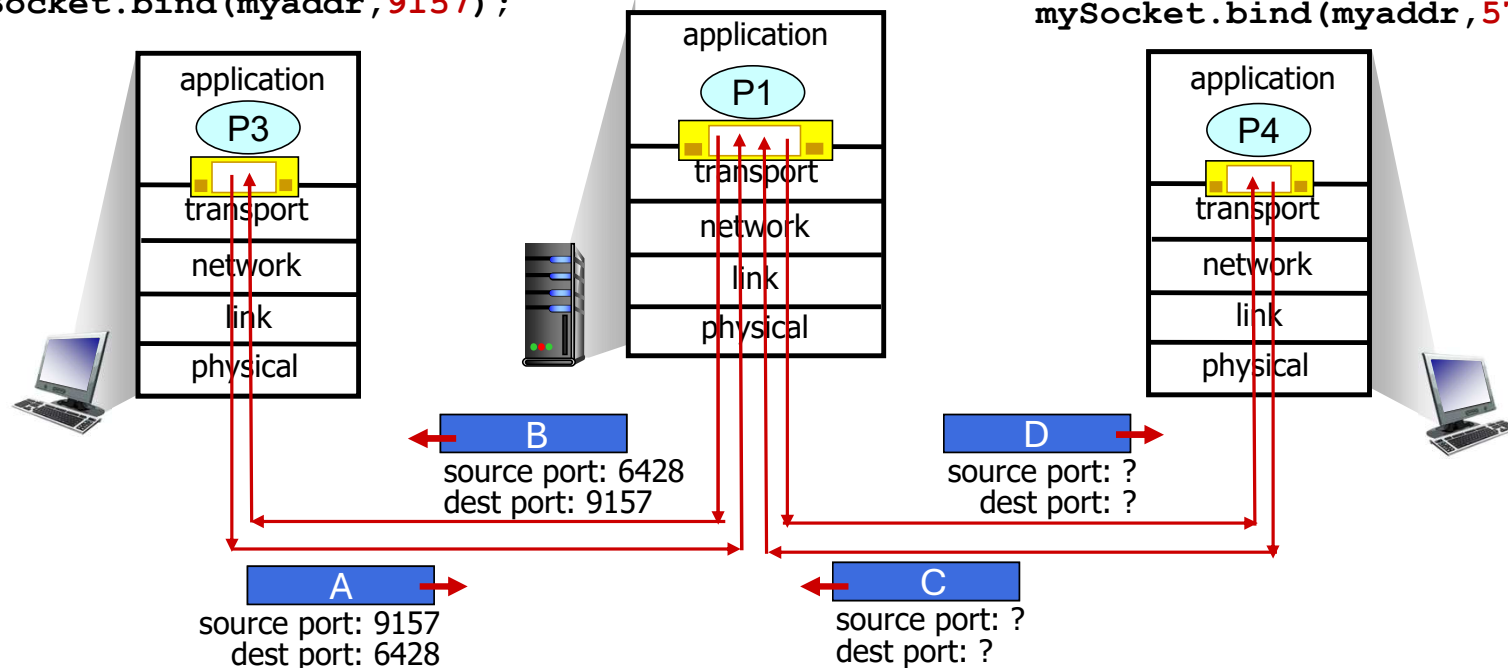 ocket.bind(myaddr,9157);
mySocket.bind(myaddr,57
application
P3
transport
network
link
physical
application
P1
transport
network
link
physical
application
P4
transport
network
link
physical
B
source port: 6428
dest port: 9157
D
source port: ?
dest port: ?
A
source port: 9157
dest port: 6428
C
source port: ?
dest port: ?